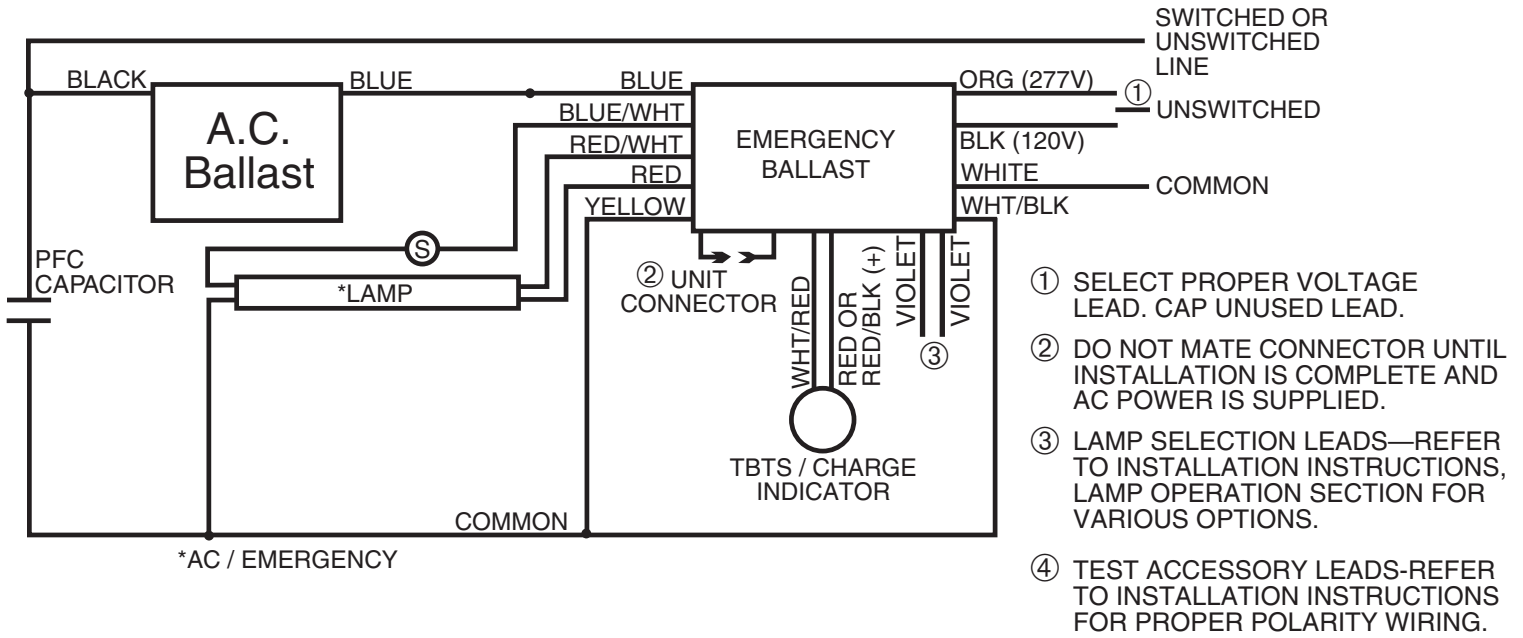 SWITCHED OR
UNSWITCHED
LINE
BLACK
BLUE
BLUE
ORG (277V)
①
UNSWITCHED
BLUE/WHT
A.C.
Ballast
EMERGENCY
BALLAST
RED/WHT
BLK (120V)
RED
WHITE
COMMON
YELLOW
WHT/BLK
S
PFC
CAPACITOR
*LAMP
② UNIT
CONNECTOR
WHT/RED
RED OR
RED/BLK (+)
VIOLET
VIOLET
③
TBTS / CHARGE
INDICATOR
COMMON
*AC / EMERGENCY
① SELECT PROPER VOLTAGE
LEAD. CAP UNUSED LEAD.
② DO NOT MATE CONNECTOR UNTIL
INSTALLATION IS COMPLETE AND
AC POWER IS SUPPLIED.
③ LAMP SELECTION LEADS—REFER
TO INSTALLATION INSTRUCTIONS,
LAMP OPERATION SECTION FOR
VARIOUS OPTIONS.
④ TEST ACCESSORY LEADS-REFER
TO INSTALLATION INSTRUCTIONS
FOR PROPER POLARITY WIRING.